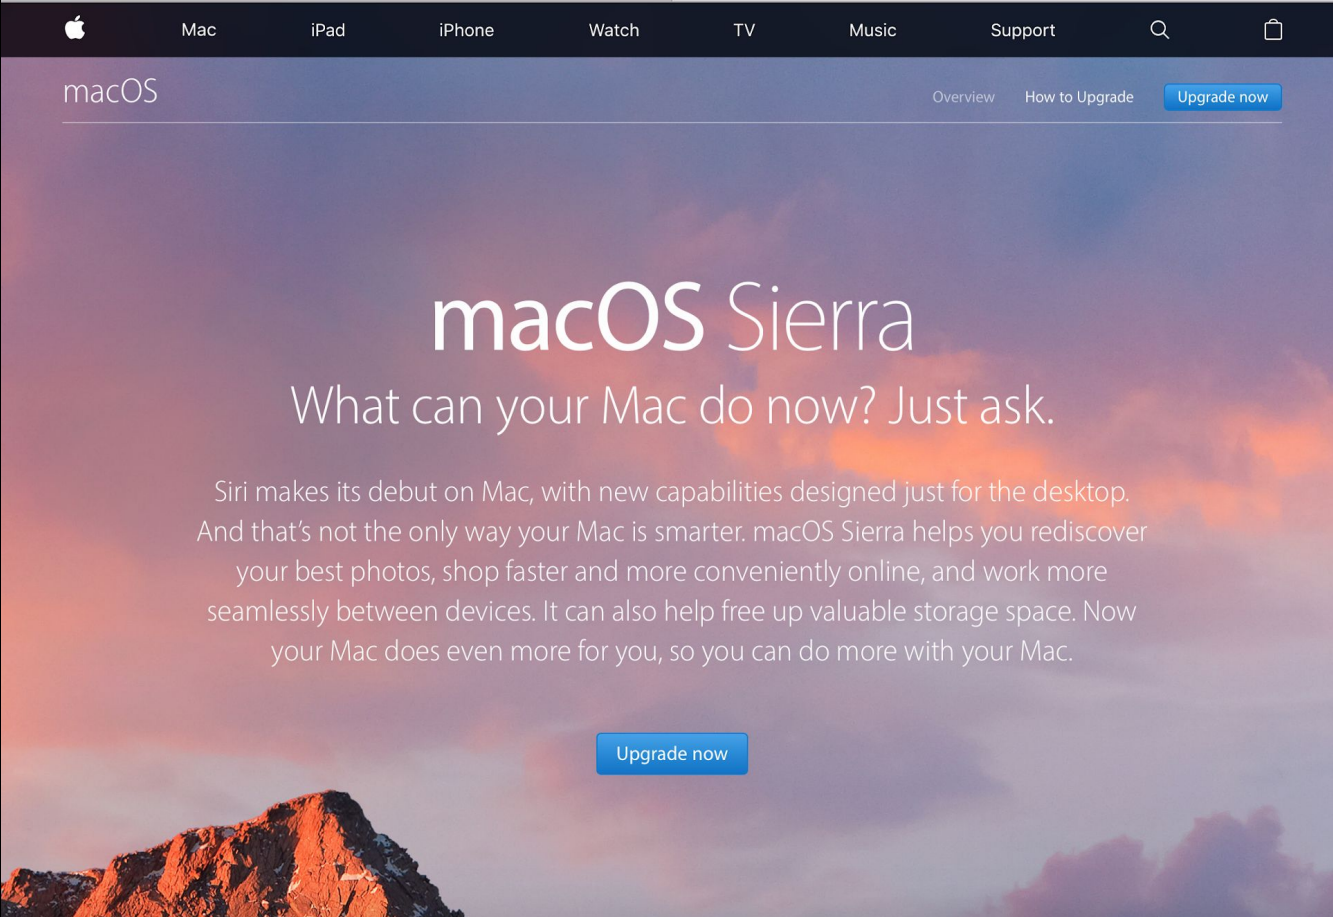 Mac iPad iPhone Watch TV Music Support
macOS
Overview How to Upgrade Upgrade now
macOS Sierra
What can your Mac do now? Just ask.
Siri makes its debut on Mac, with new capabilities designed just for the desktop.
And that’s not the only way your Mac is smarter. macOS Sierra helps you rediscover
your best photos, shop faster and more conveniently online, and work more
seamlessly between devices. It can also help free up valuable storage space. Now
your Mac does even more for you, so you can do more with your Mac.
Upgrade now